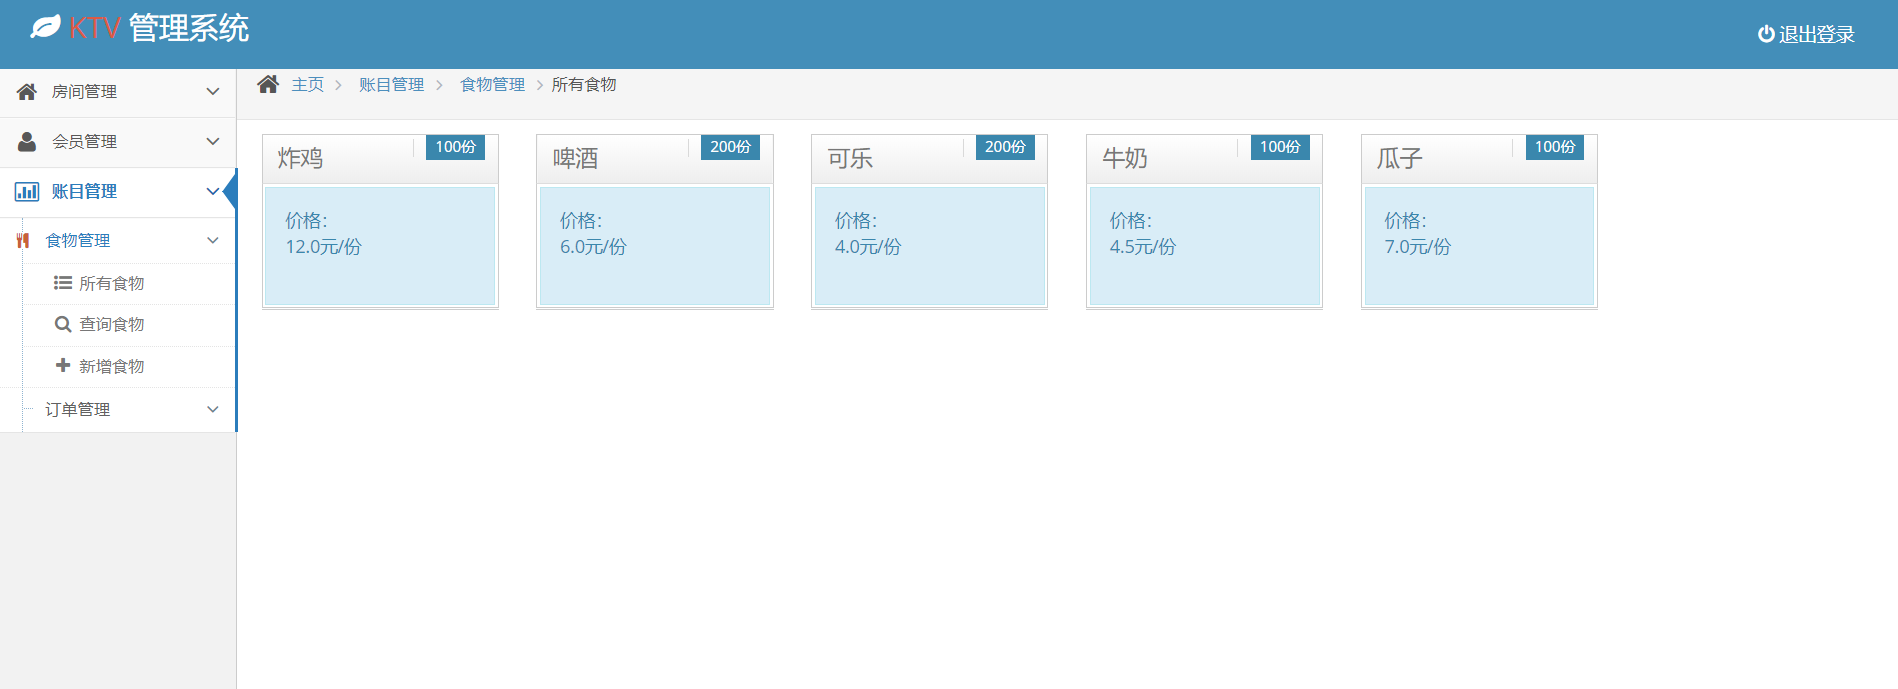 KTV 管理系统
退出登录
房间管理
会员管理
账目管理
食物管理
所有食物
查询食物
新增食物
订单管理
主页 账目管理 食物管理 所有食物
炸鸡 100份
价格：
12.0元/份
啤酒 200份
价格：
6.0元/份
可乐 200份
价格：
4.0元/份
牛奶 100份
价格：
4.5元/份
瓜子 100份
价格：
7.0元/份